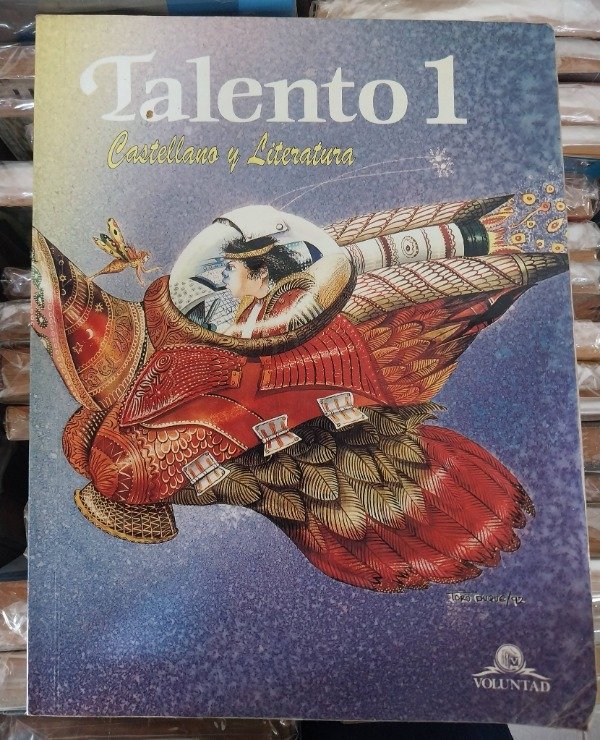 Talento 1
Castellano y Literatura
VOLUNTAD